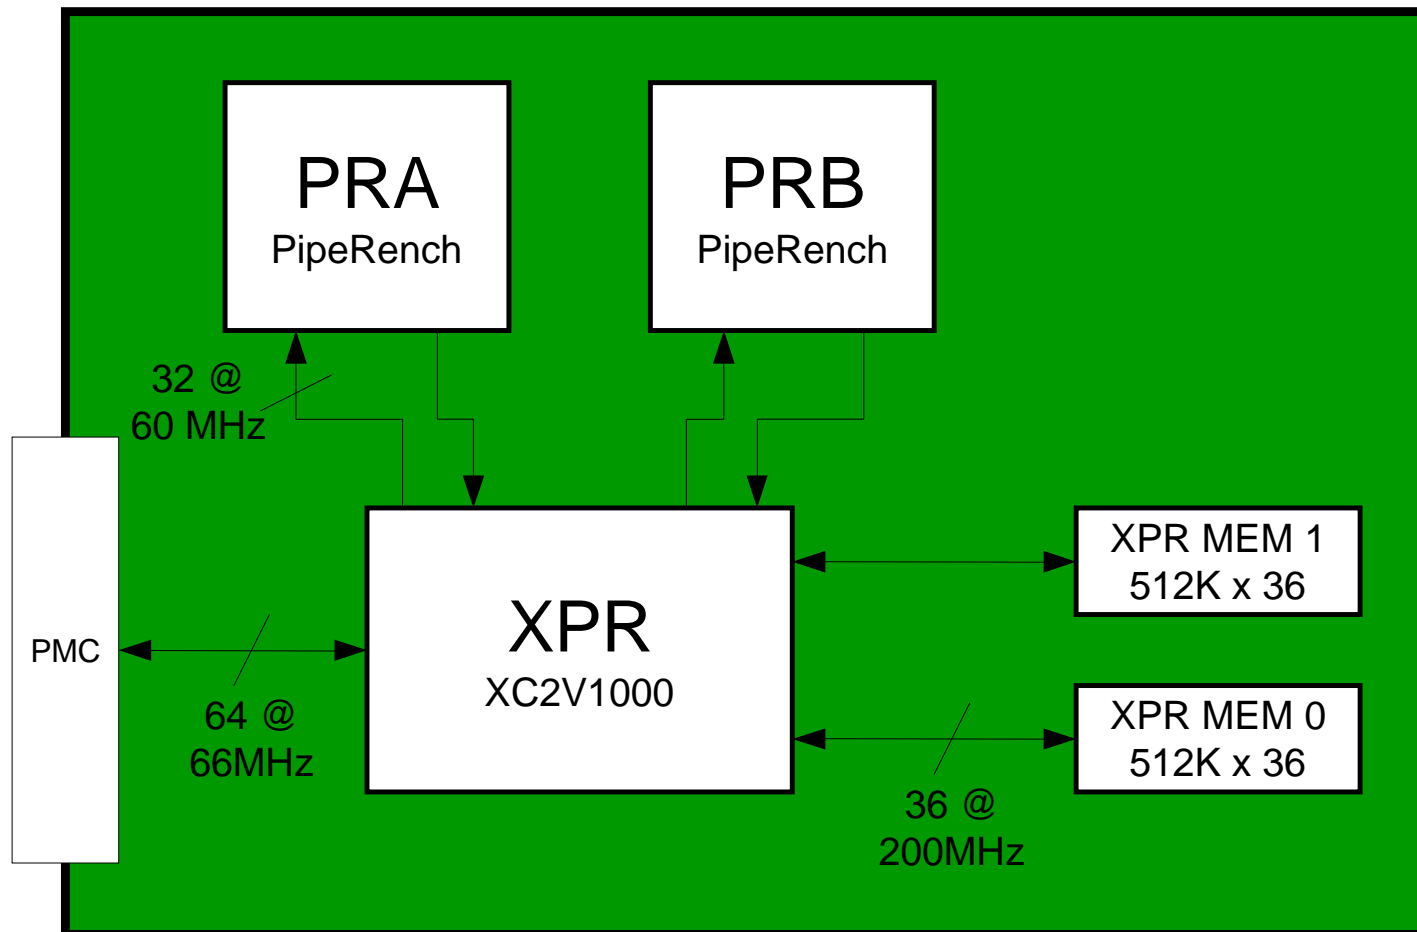 PRA
PipeRench
PRB
PipeRench
32 @
60 MHz
PMC
64 @
66MHz
XPR
XC2V1000
XPR MEM 1
512K x 36
XPR MEM 0
512K x 36
36 @
200MHz